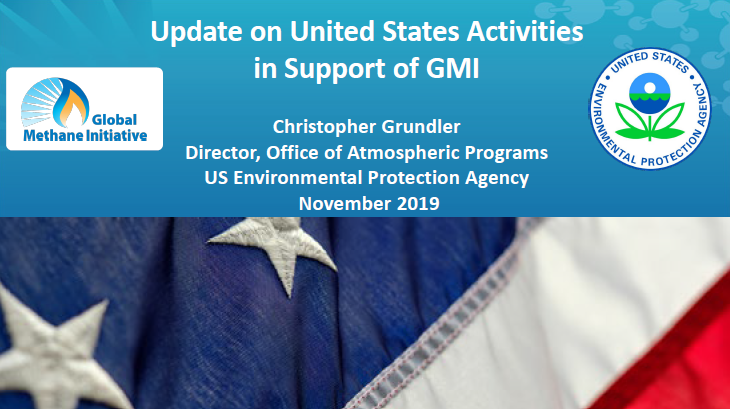 Update on United States Activities
in Support of GMI
Global
Methane Initiative
Christopher Grundler
Director, Office of Atmospheric Programs
US Environmental Protection Agency
November 2019
UNITED STATES
ENVIRONMENTAL PROTECTION AGENCY